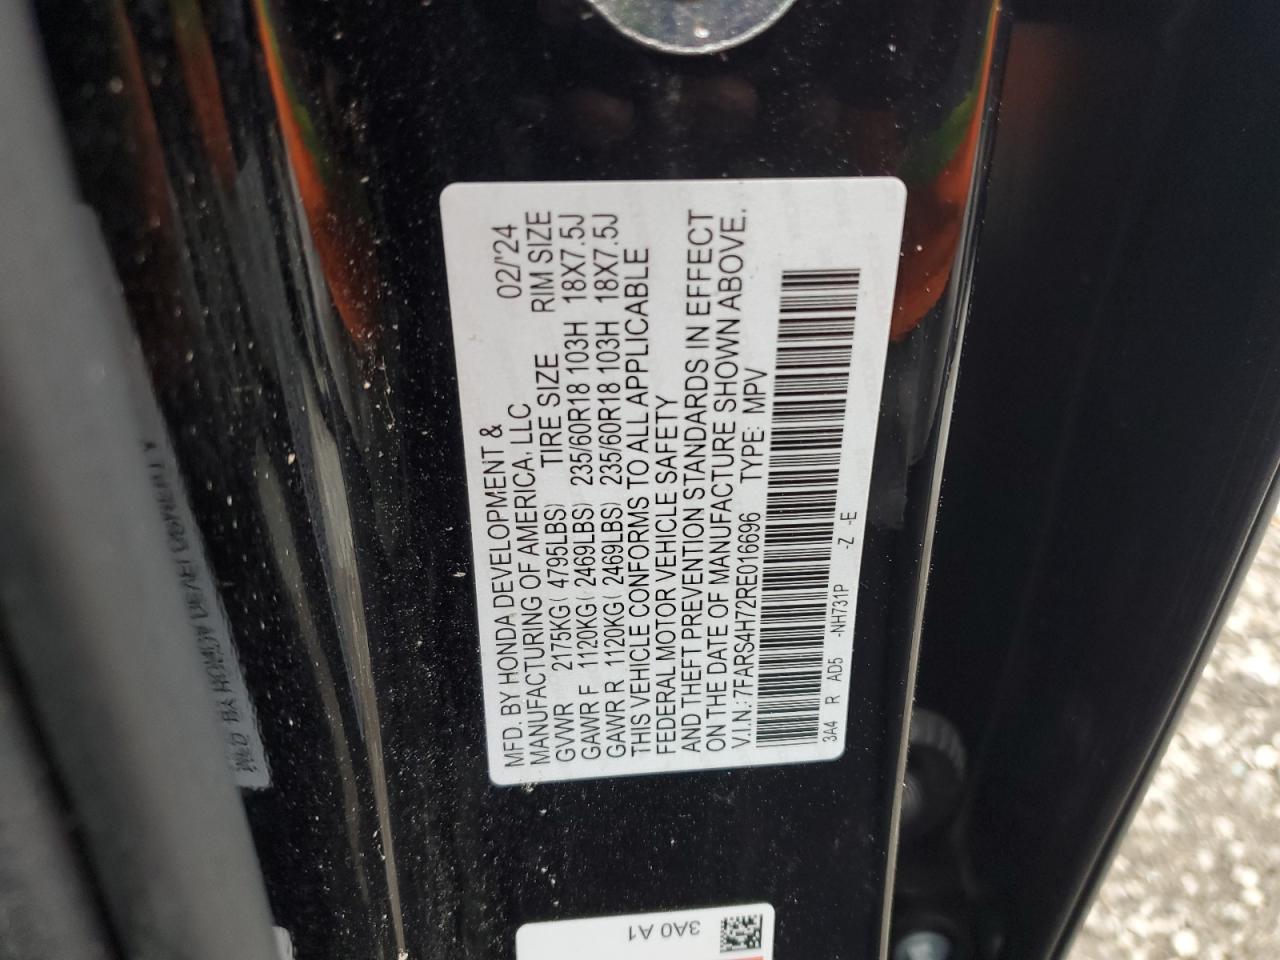 MFD. BY HONDA DEVELOPMENT & 02/'24
MANUFACTURING OF AMERICA, LLC
TIRE SIZE RIM SIZE
GVWR 2175KG( 4795LBS)
GAWR F 1120KG( 2469LBS) 235/60R18 103H 18X7.5J
GAWR R 1120KG( 2469LBS) 235/60R18 103H 18X7.5J
THIS VEHICLE CONFORMS TO ALL APPLICABLE
FEDERAL MOTOR VEHICLE SAFETY
AND THEFT PREVENTION STANDARDS IN EFFECT
ON THE DATE OF MANUFACTURE SHOWN ABOVE.
V.I.N.:7FARS4H72RE016696 TYPE: MPV
3A4 R AD5 -NH731P -Z -E
3A0 A1